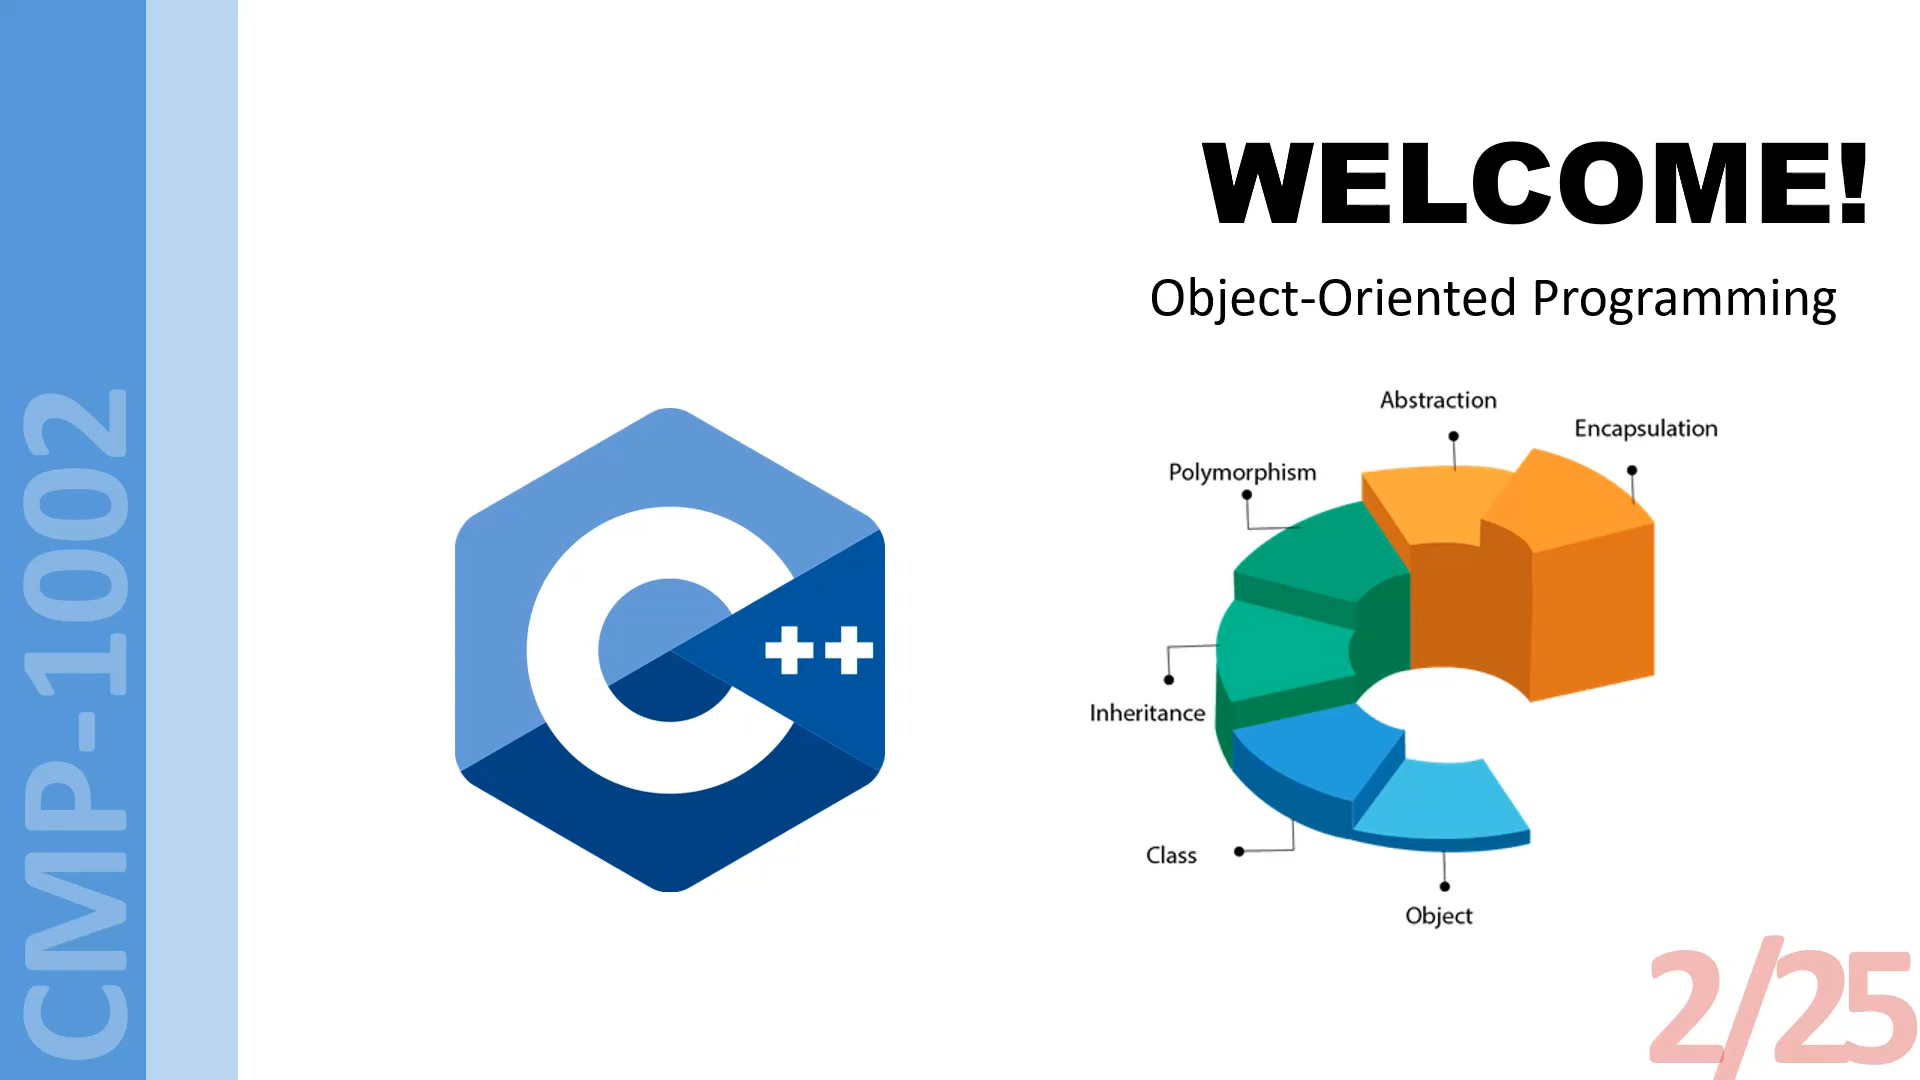 CMP-1002
WELCOME!
Object-Oriented Programming
C++
Abstraction
Encapsulation
Polymorphism
Inheritance
Class
Object
2/25